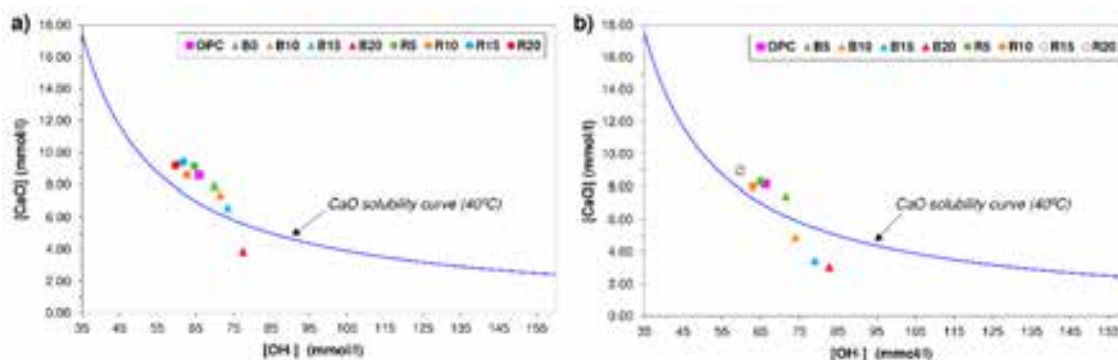 a)
OPC B5 B10 B15 B20 R5 R10 R15 R20
18.00
16.00
14.00
12.00
10.00
8.00
6.00
4.00
2.00
0.00
[CaO] (mmol/l)
CaO solubility curve (40ºC)
35 45 55 65 75 85 95 105 115 125 135 145 155
[OH-] (mmol/l)
b)
OPC B5 B10 B15 B20 R5 R10 R15 R20
18.00
16.00
14.00
12.00
10.00
8.00
6.00
4.00
2.00
0.00
[CaO] (mmol/l)
CaO solubility curve (40ºC)
35 45 55 65 75 85 95 105 115 125 135 145 155
[OH-] (mmol/l)